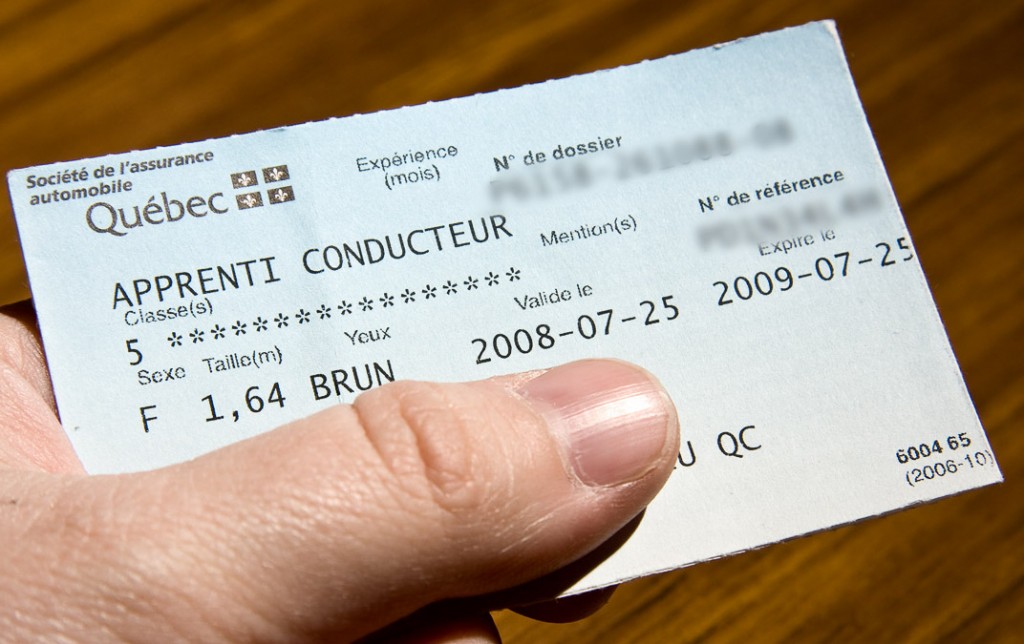 Société de l'assurance
automobile
Québec
Expérience
(mois)
N° de dossier
N° de référence
APPRENTI CONDUCTEUR
Mention(s)
Expire le
Classe(s)
5 ****************
Valide le
2008-07-25
2009-07-25
Sexe Taille(m) Yeux
F 1,64 BRUN
QC
6004 65
(2006-10)